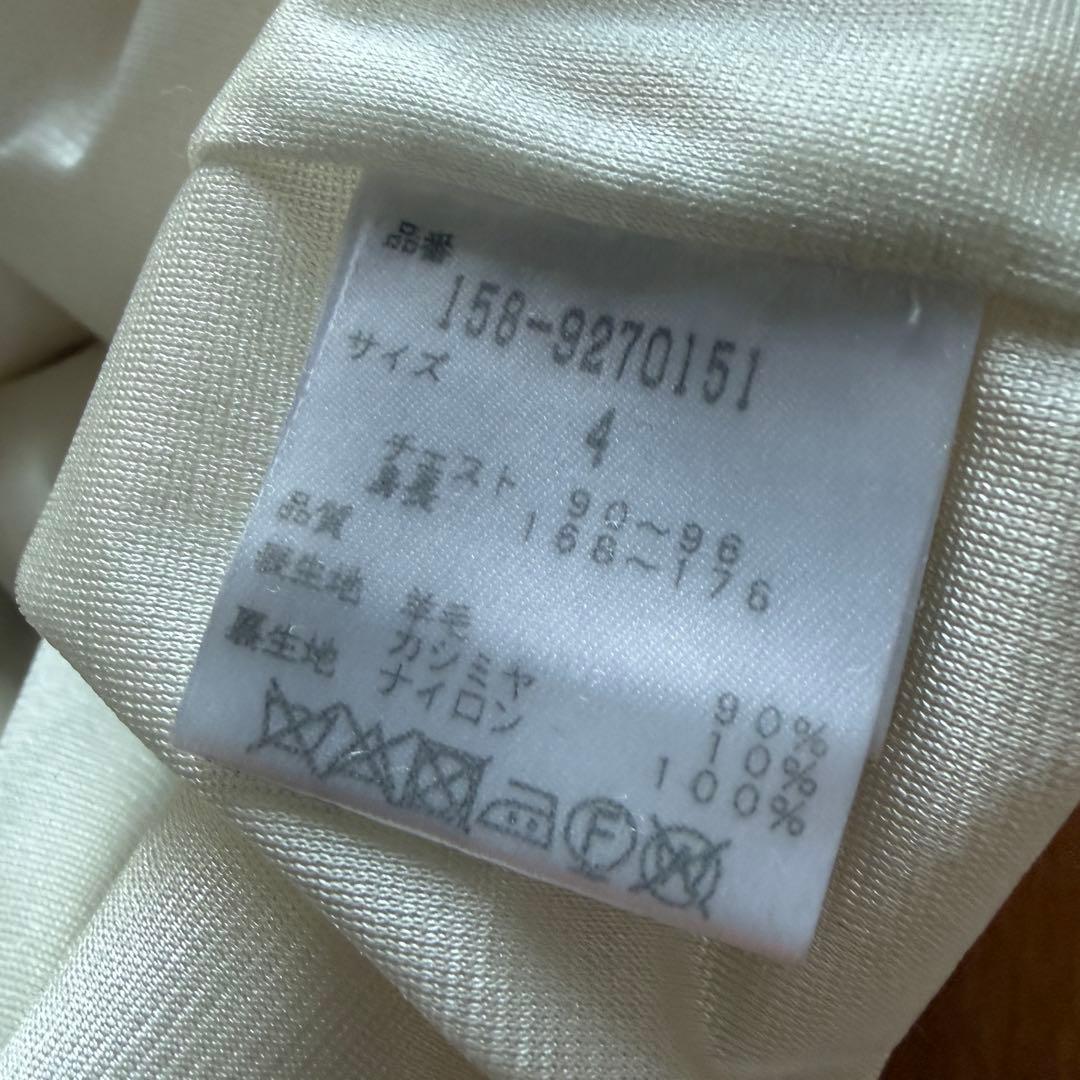 品番
158-9270151
サイズ
4
チェスト 90~96
身長 168~176
品質
表生地 羊毛 90%
カシミヤ 10%
裏生地 ナイロン 100%
F
W